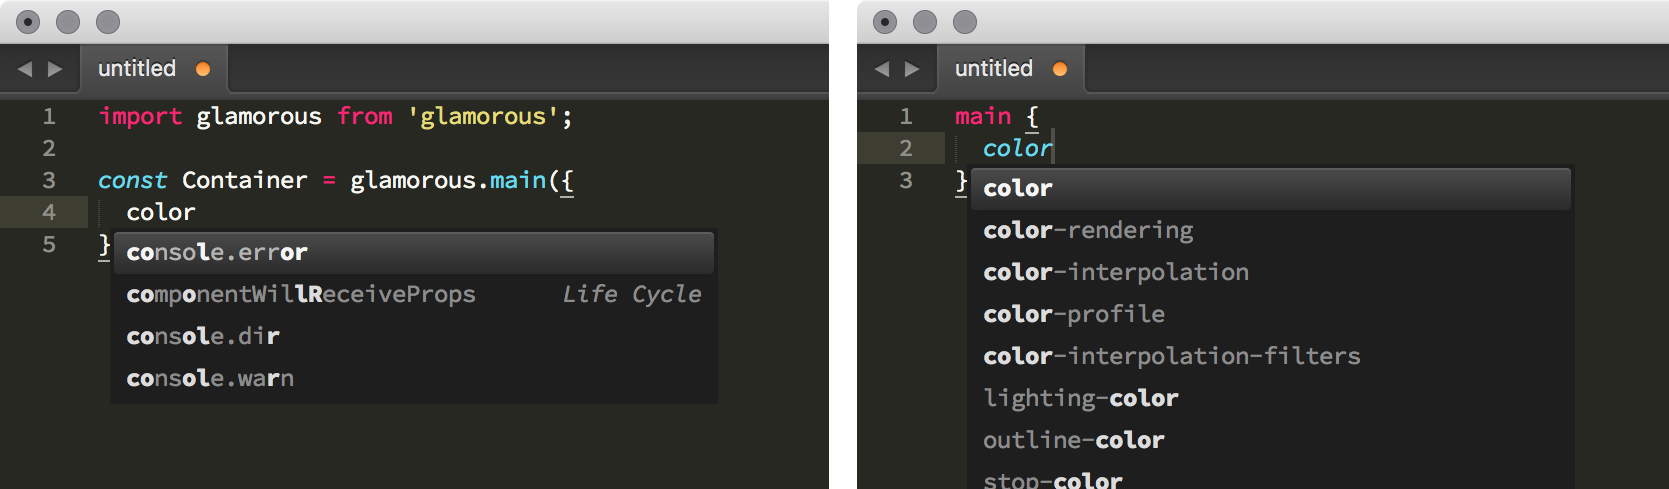 untitled
1 import glamorous from 'glamorous';
2
3 const Container = glamorous.main({
4 color
5 }
console.error
componentWillReceiveProps Life Cycle
console.dir
console.warn
untitled
1 main {
2 color
3 }
color
color-rendering
color-interpolation
color-profile
color-interpolation-filters
lighting-color
outline-color
stop-color